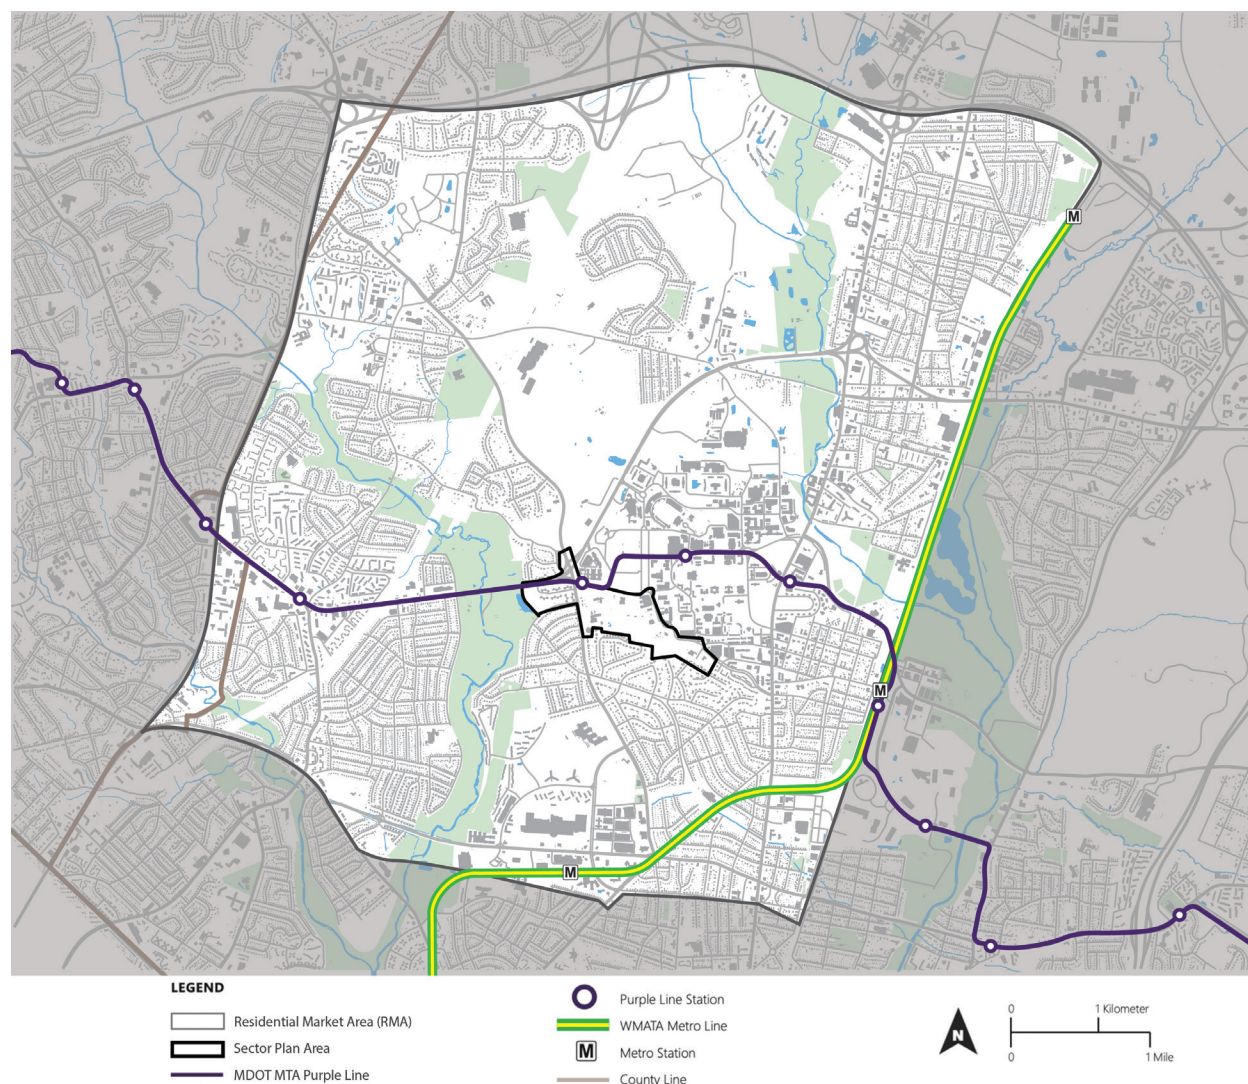 M
M
M
LEGEND
Residential Market Area (RMA)
Sector Plan Area
MDOT MTA Purple Line
Purple Line Station
WMATA Metro Line
M
Metro Station
County Line
N
0
1 Kilometer
0
1 Mile